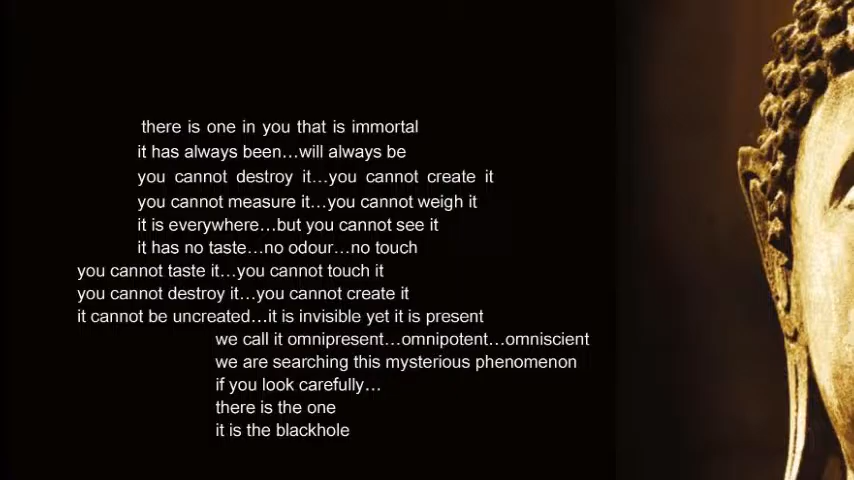 there is one in you that is immortal
it has always been...will always be
you cannot destroy it...you cannot create it
you cannot measure it...you cannot weigh it
it is everywhere...but you cannot see it
it has no taste...no odour...no touch
you cannot taste it...you cannot touch it
you cannot destroy it...you cannot create it
it cannot be uncreated...it is invisible yet it is present
we call it omnipresent...omnipotent...omniscient
we are searching this mysterious phenomenon
if you look carefully...
there is the one
it is the blackhole